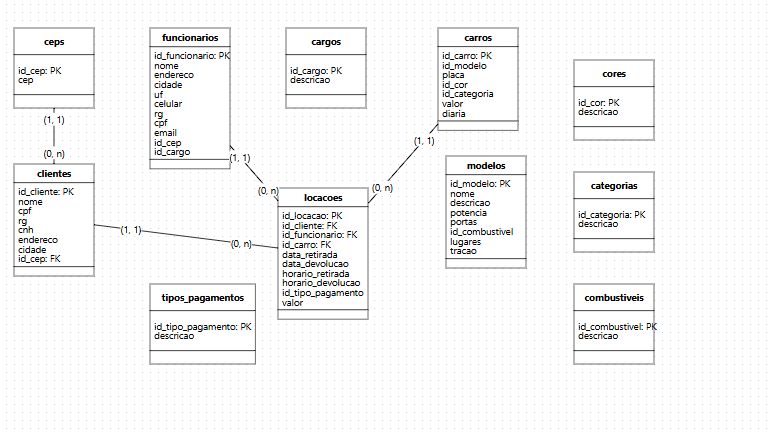 ceps
id_cep: PK
cep
(1, 1)
(0, n)
clientes
id_cliente: PK
nome
cpf
rg
cnh
endereco
cidade
id_cep: FK
funcionarios
id_funcionario: PK
nome
endereco
cidade
uf
celular
rg
cpf
email
id_cep
id_cargo
(1, 1)
(0, n)
(1, 1)
(0, n)
cargos
id_cargo: PK
descricao
locacoes
id_locacao: PK
id_cliente: FK
id_funcionario: FK
id_carro: FK
data_retirada
data_devolucao
horario_retirada
horario_devolucao
id_tipo_pagamento
valor
tipos_pagamentos
id_tipo_pagamento: PK
descricao
carros
id_carro: PK
id_modelo
placa
id_cor
id_categoria
valor
diaria
(1, 1)
(0, n)
modelos
id_modelo: PK
nome
descricao
potencia
portas
id_combustivel
lugares
tracao
cores
id_cor: PK
descricao
categorias
id_categoria: PK
descricao
combustiveis
id_combustivel: PK
descricao